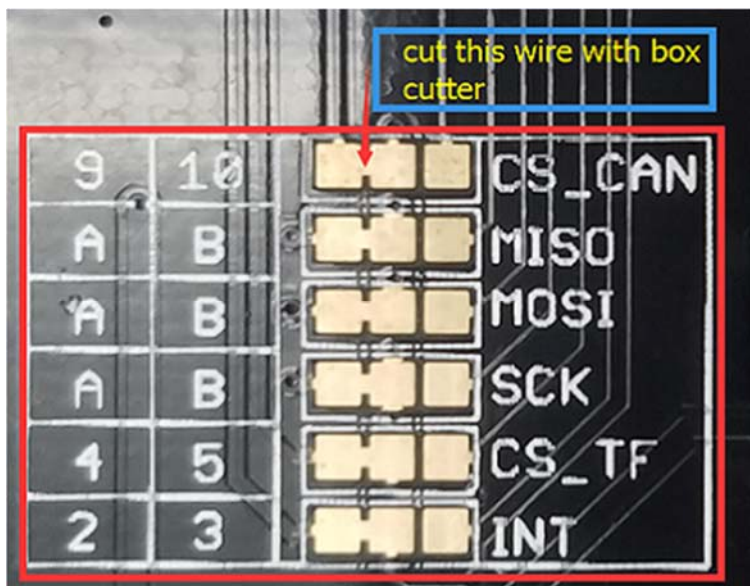 cut this wire with box
cutter
9 10 CS_CAN
A B MISO
A B MOSI
A B SCK
4 5 CS_TF
2 3 INT